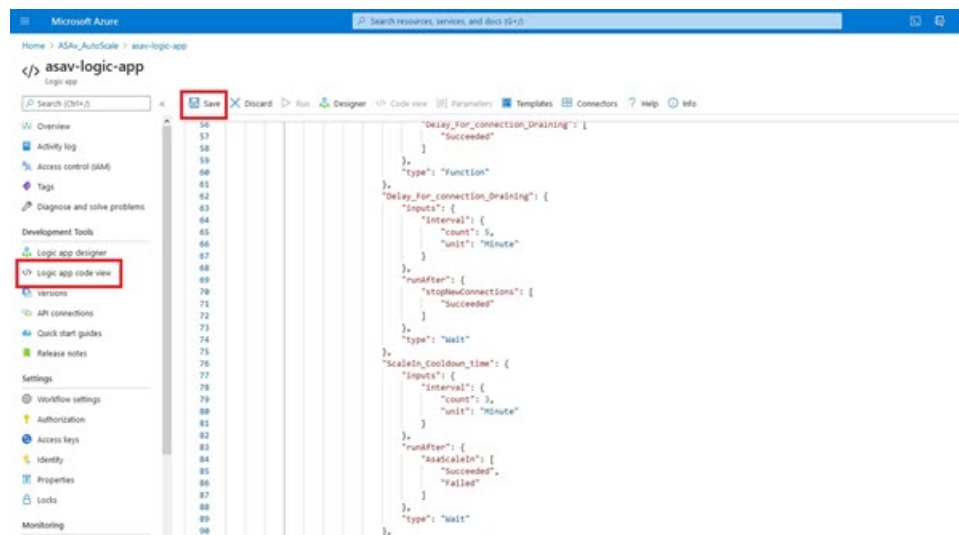 Microsoft Azure
Search resources, services, and docs (G+/)
Home > ASAv_AutoScale > asav-logic-app
</> asav-logic-app
Logic app
Search (Ctrl+/)
«
Save
Discard
Run
Designer
</> Code view
[@] Parameters
Templates
Connectors
? Help
Info
Overview
Activity log
Access control (IAM)
Tags
Diagnose and solve problems
Development Tools
Logic app designer
</> Logic app code view
Versions
API connections
Quick start guides
Release notes
Settings
Workflow settings
Authorization
Access keys
Identity
Properties
Locks
Monitoring
56 "Delay_For_connection_Draining": [
57 "Succeeded"
58 ]
59 },
60 "type": "Function"
61 },
62 "Delay_For_connection_Draining": {
63 "inputs": {
64 "interval": {
65 "count": 5,
66 "unit": "Minute"
67 }
68 },
69 "runAfter": {
70 "stopNewConnections": [
71 "Succeeded"
72 ]
73 },
74 "type": "Wait"
75 },
76 "ScaleIn_Cooldown_time": {
77 "inputs": {
78 "interval": {
79 "count": 3,
80 "unit": "Minute"
81 }
82 },
83 "runAfter": {
84 "AsaScaleIn": [
85 "Succeeded",
86 "Failed"
87 ]
88 },
89 "type": "Wait"
90 },